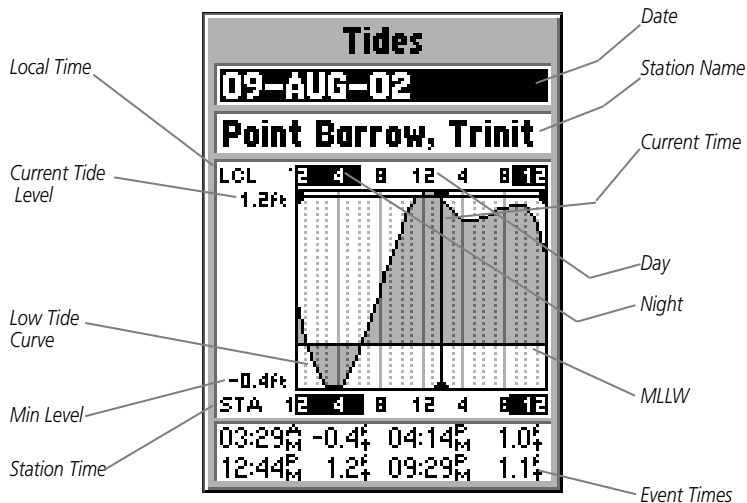 Tides
09-AUG-02
Point Barrow, Trinit
LCL 12 4 8 12 4 8 12
1.2ft
-0.4ft
STA 12 4 8 12 4 8 12
03:29AM -0.4ft 04:14PM 1.0ft
12:44PM 1.2ft 09:29PM 1.1ft
Local Time
Current Tide
Level
Low Tide
Curve
Min Level
Station Time
Date
Station Name
Current Time
Day
Night
MLLW
Event Times